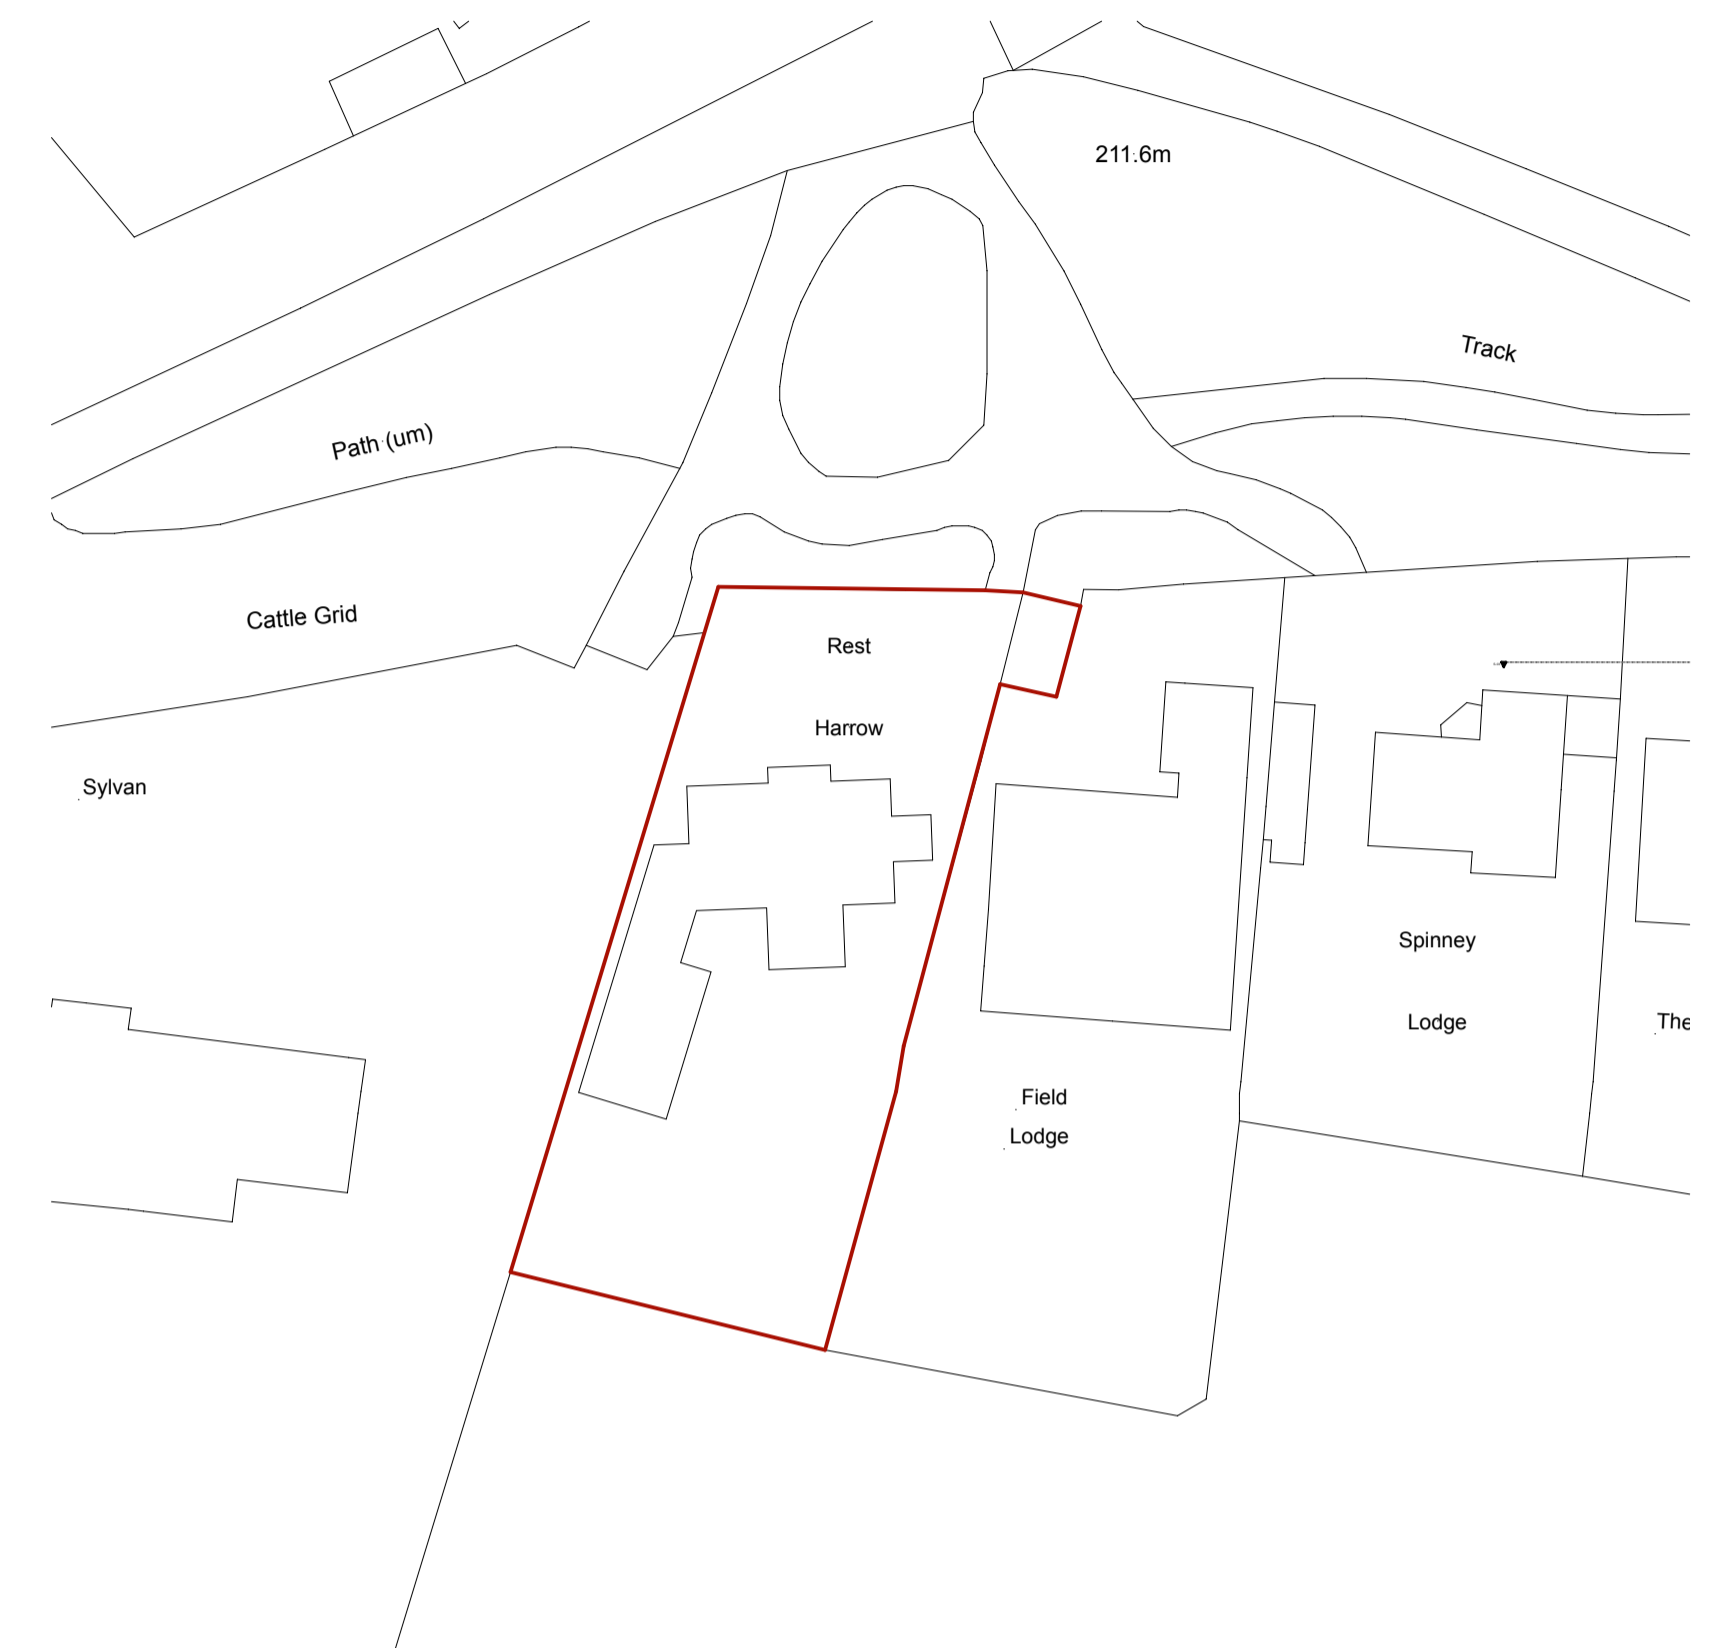 211.6m
Track
Path (um)
Cattle Grid
Rest
Harrow
Sylvan
Spinney
Lodge
The
Field
Lodge